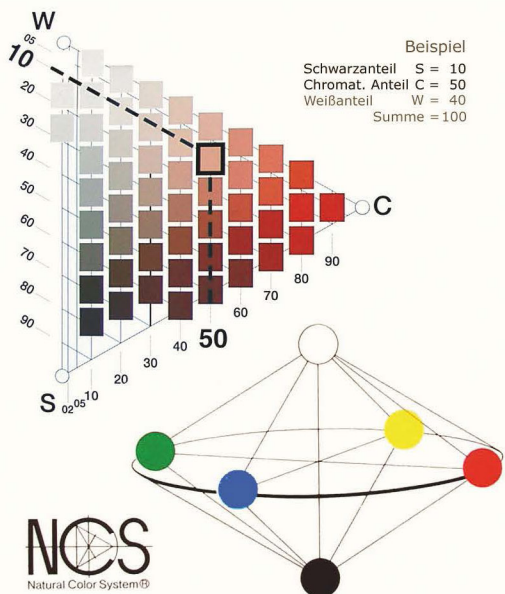 W
Beispiel
Schwarzanteil S = 10
Chromat. Anteil C = 50
Weißanteil W = 40
Summe =100
05
10
20
30
40
50
60
70
80
90
C
S
02 05 10
20
30
40
50
60
70
80
90
NCS
Natural Color System®